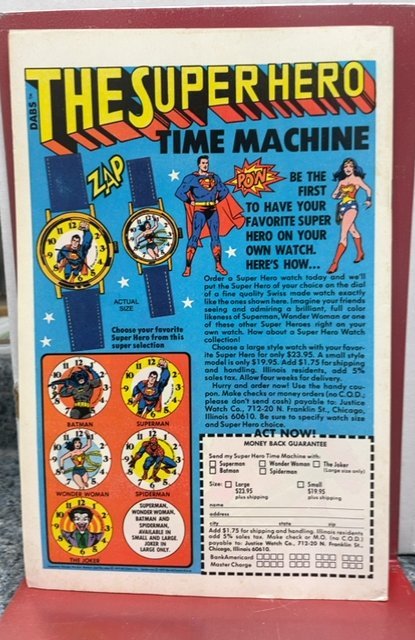 DABS™
THE SUPER HERO
TIME MACHINE
ZAP
POW
BE THE
FIRST
TO HAVE YOUR
FAVORITE SUPER
HERO ON YOUR
OWN WATCH.
HERE'S HOW...
ACTUAL
SIZE
Choose your favorite
Super Hero from this
super selection
BATMAN
SUPERMAN
WONDER WOMAN
SPIDERMAN
THE JOKER
SUPERMAN,
WONDER WOMAN,
BATMAN AND
SPIDERMAN,
AVAILABLE IN
SMALL AND LARGE.
JOKER IN
LARGE ONLY.
Order a Super Hero watch today and we'll
put the Super Hero of your choice on the dial
of a fine quality Swiss made watch exactly
like the ones shown here. Imagine your friends
seeing and admiring a brilliant, full color
likeness of Superman, Wonder Woman or one
of these other Super Heroes right on your
own watch. How about a Super Hero Watch
collection!
Choose a large style watch with your favor-
ite Super Hero for only $23.95. A small style
model is only $19.95. Add $1.75 for shipping
and handling. Illinois residents, add 5%
sales tax. Allow four weeks for delivery.
Hurry and order now! Use the handy cou-
pon. Make checks or money orders (no C.O.D.,
please don't send cash) payable to: Justice
Watch Co., 712-20 N. Franklin St., Chicago,
Illinois 60610. Be sure to specify watch size
and Super Hero choice.
ACT NOW!
MONEY BACK GUARANTEE
Send my Super Hero Time Machine with:
Superman Wonder Woman The Joker
Batman Spiderman (Large size only)
Size: Large Small
$23.95 $19.95
plus shipping plus shipping
name
address
city state zip
Add $1.75 for shipping and handling. Illinois residents
add 5% sales tax. Make check or M.O. (no C.O.D.)
payable to: Justice Watch Co., 712-20 N. Franklin St.,
Chicago, Illinois 60610.
BankAmericard
Master Charge